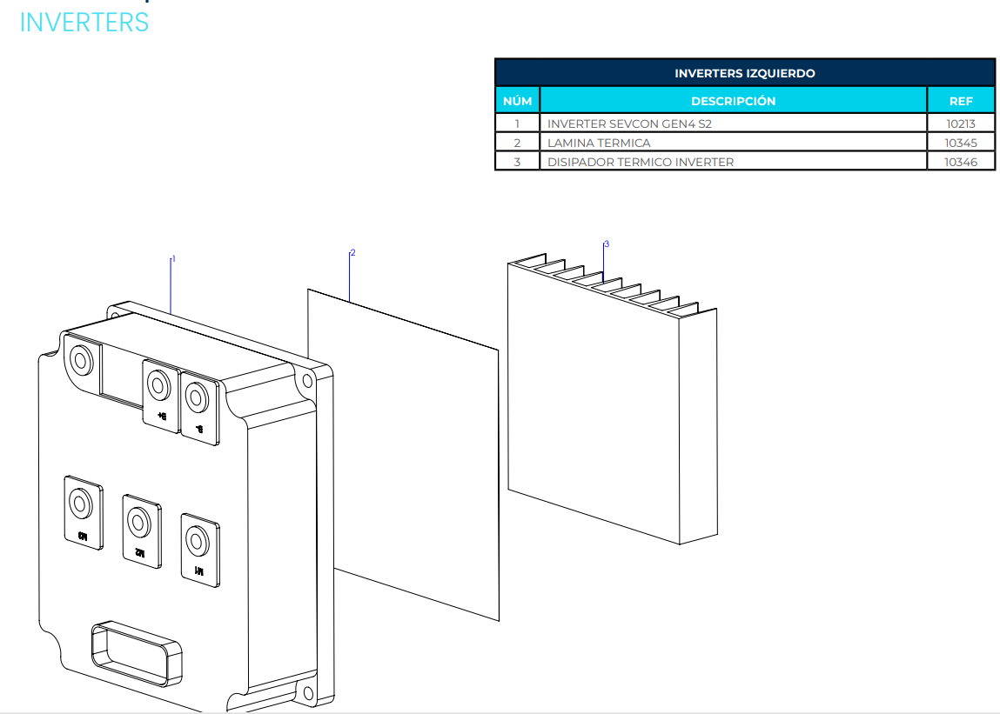 INVERTERS
INVERTERS IZQUIERDO
NÚM DESCRIPCIÓN REF
1 INVERTER SEVCON GEN4 S2 10213
2 LAMINA TERMICA 10345
3 DISIPADOR TERMICO INVERTER 10346
1
2
3
B+
B-
M3
M2
M1